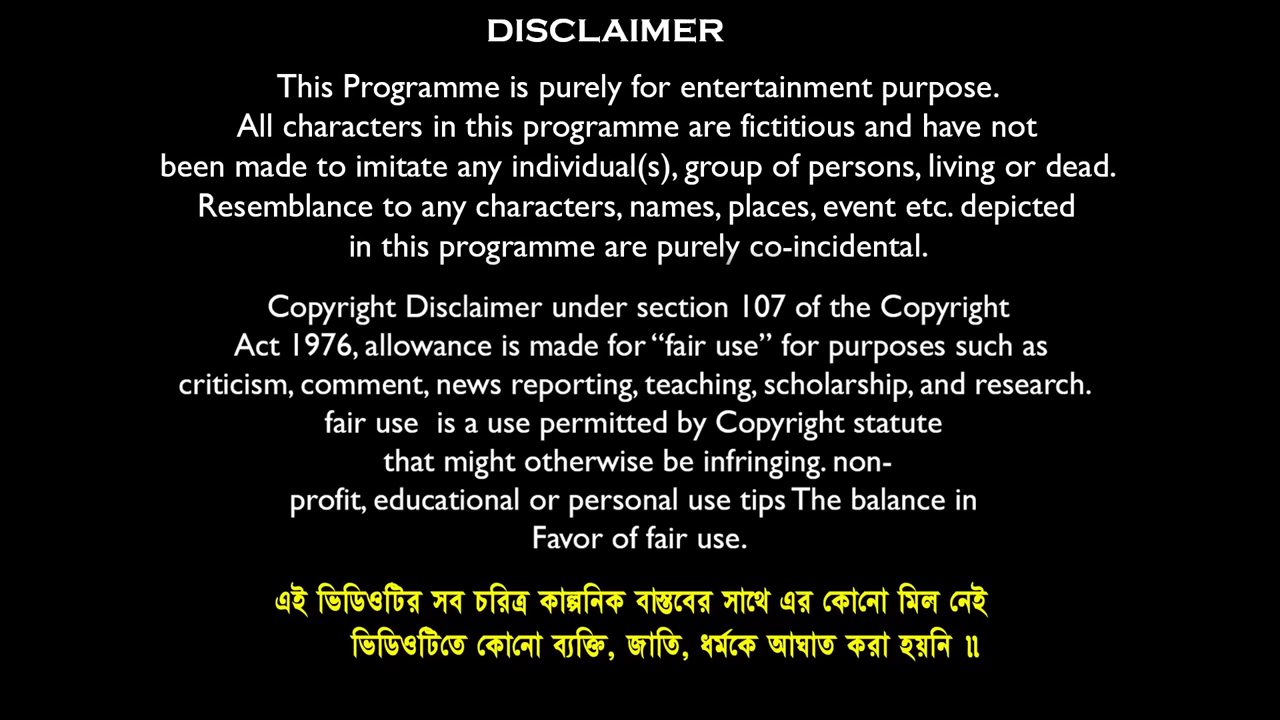 DISCLAIMER
This Programme is purely for entertainment purpose.
All characters in this programme are fictitious and have not
been made to imitate any individual(s), group of persons, living or dead.
Resemblance to any characters, names, places, event etc. depicted
in this programme are purely co-incidental.
Copyright Disclaimer under section 107 of the Copyright
Act 1976, allowance is made for “fair use” for purposes such as
criticism, comment, news reporting, teaching, scholarship, and research.
fair use  is a use permitted by Copyright statute
that might otherwise be infringing. non-
profit, educational or personal use tips The balance in
Favor of fair use.
এই ভিডিওটির সব চরিত্র কাল্পনিক বাস্তবের সাথে এর কোনো মিল নেই
ভিডিওটিতে কোনো ব্যক্তি, জাতি, ধর্মকে আঘাত করা হয়নি ॥